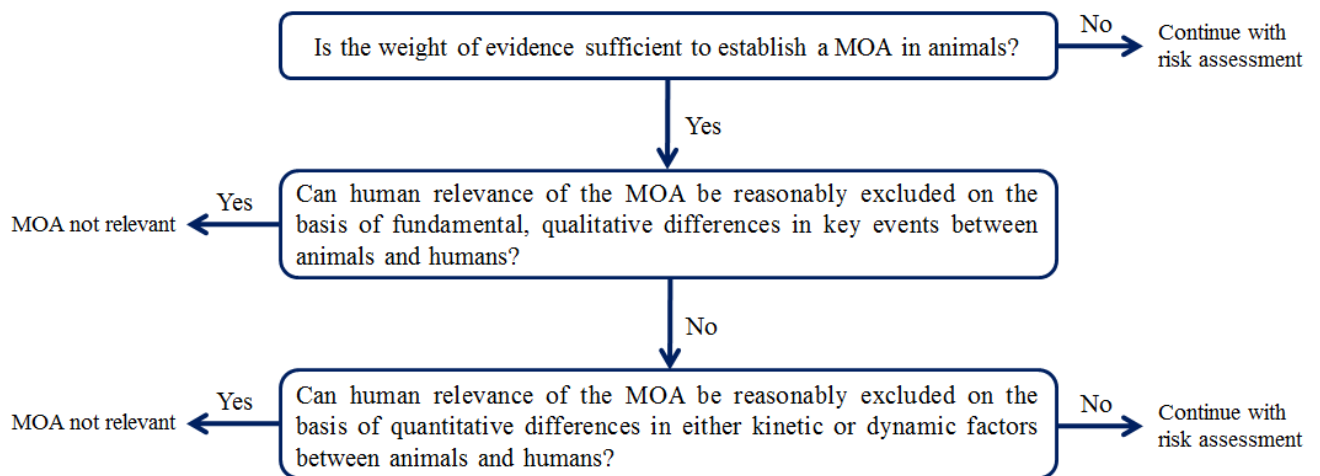 Is the weight of evidence sufficient to establish a MOA in animals?
No
Continue with
risk assessment
Yes
Can human relevance of the MOA be reasonably excluded on the
basis of fundamental, qualitative differences in key events between
animals and humans?
Yes
MOA not relevant
No
Can human relevance of the MOA be reasonably excluded on the
basis of quantitative differences in either kinetic or dynamic factors
between animals and humans?
Yes
MOA not relevant
No
Continue with
risk assessment